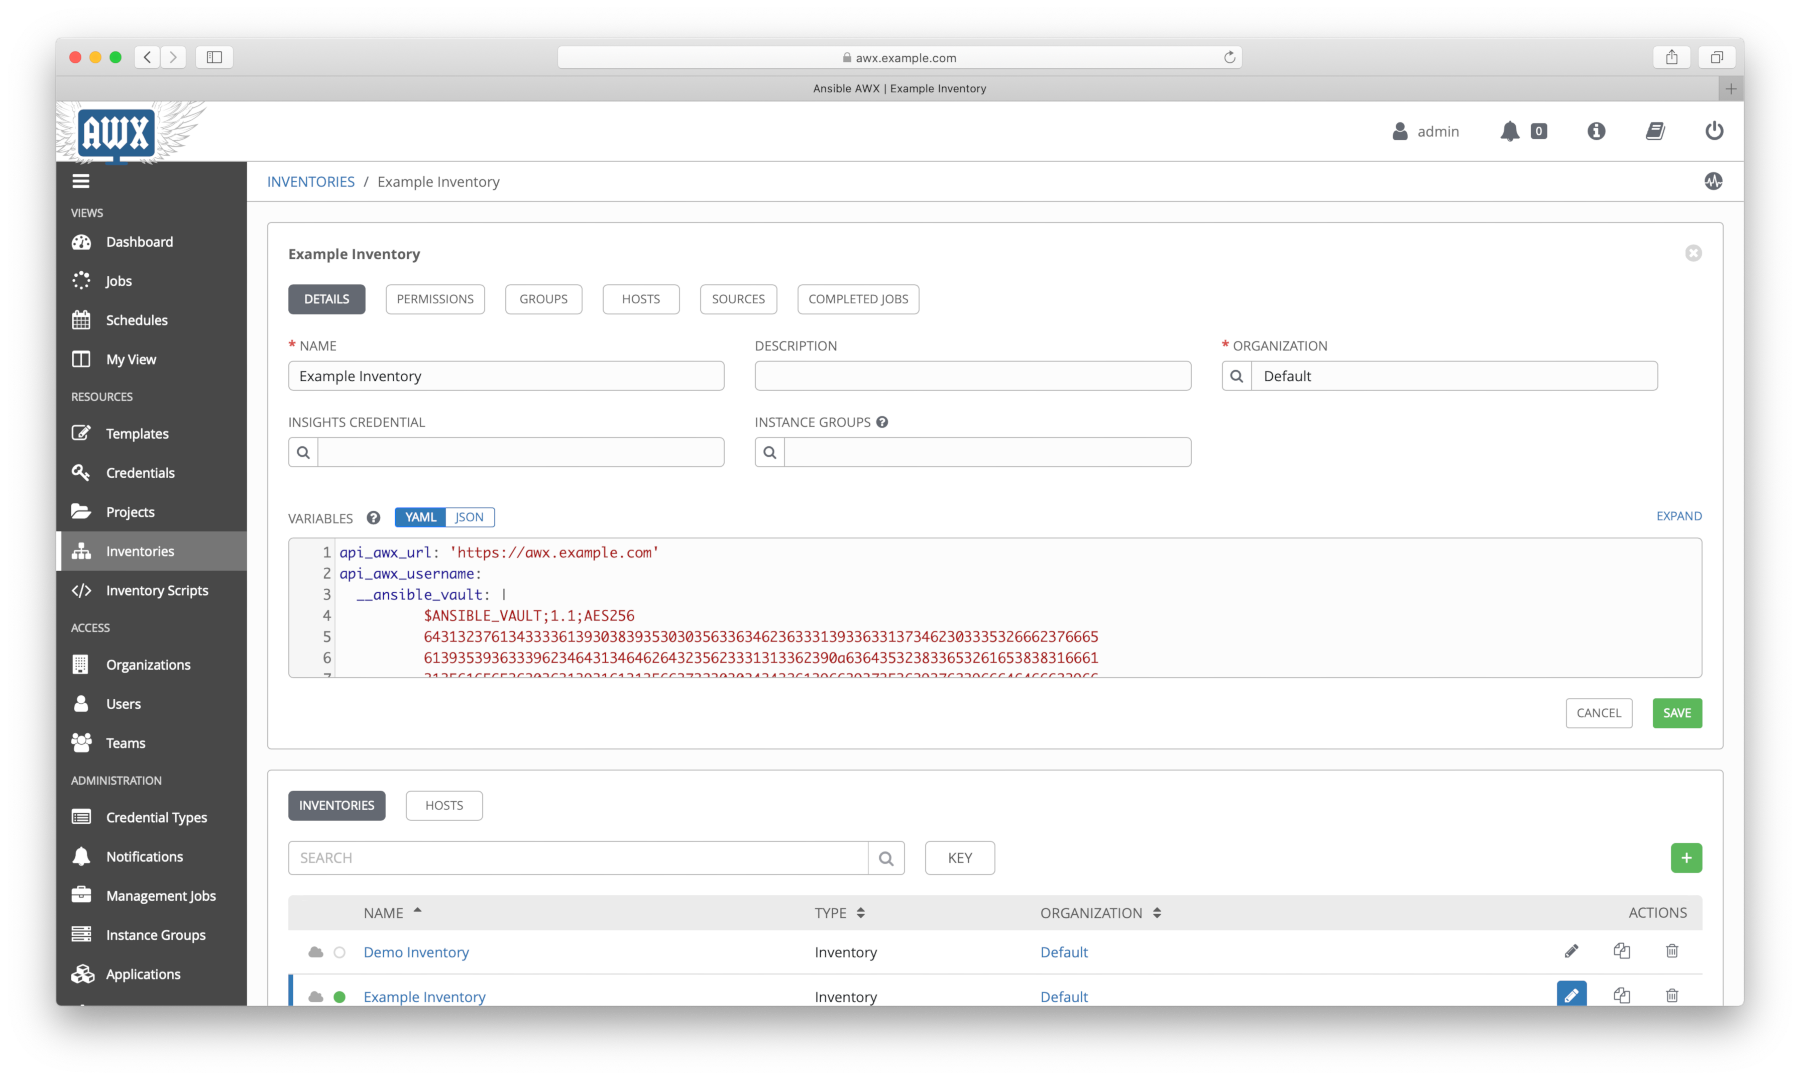 awx.example.com
Ansible AWX | Example Inventory
AWX
admin
0
INVENTORIES / Example Inventory
VIEWS
Dashboard
Jobs
Schedules
My View
RESOURCES
Templates
Credentials
Projects
Inventories
Inventory Scripts
ACCESS
Organizations
Users
Teams
ADMINISTRATION
Credential Types
Notifications
Management Jobs
Instance Groups
Applications
Example Inventory
DETAILS PERMISSIONS GROUPS HOSTS SOURCES COMPLETED JOBS
* NAME DESCRIPTION * ORGANIZATION
Example Inventory Default
INSIGHTS CREDENTIAL INSTANCE GROUPS
VARIABLES YAML JSON EXPAND
1 api_awx_url: 'https://awx.example.com'
2 api_awx_username:
3 __ansible_vault: |
4 $ANSIBLE_VAULT;1.1;AES256
5 64313237613433336139303839353030356336346236333139336331373462303335326662376665
6 6139353936333962346431346462643235623331313362390a636435323833653261653838316661
7
CANCEL SAVE
INVENTORIES HOSTS
SEARCH KEY +
NAME TYPE ORGANIZATION ACTIONS
Demo Inventory Inventory Default
Example Inventory Inventory Default